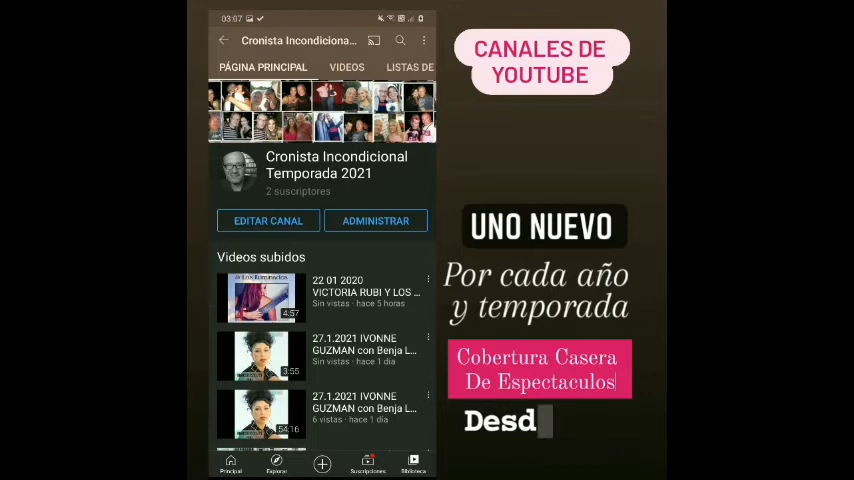 03:07
Cronista Incondiciona...
PÁGINA PRINCIPAL VIDEOS LISTAS DE
Cronista Incondicional
Temporada 2021
2 suscriptores
EDITAR CANAL ADMINISTRAR
Videos subidos
22 01 2020
VICTORIA RUBI Y LOS ...
Sin vistas · hace 5 horas
4:57
27.1.2021 IVONNE
GUZMAN con Benja L...
Sin vistas · hace 1 día
3:55
27.1.2021 IVONNE
GUZMAN con Benja L...
6 vistas · hace 1 día
54:16
Principal Explorar Suscripciones Biblioteca
CANALES DE
YOUTUBE
UNO NUEVO
Por cada año
y temporada
Cobertura Casera
De Espectaculos
Desd